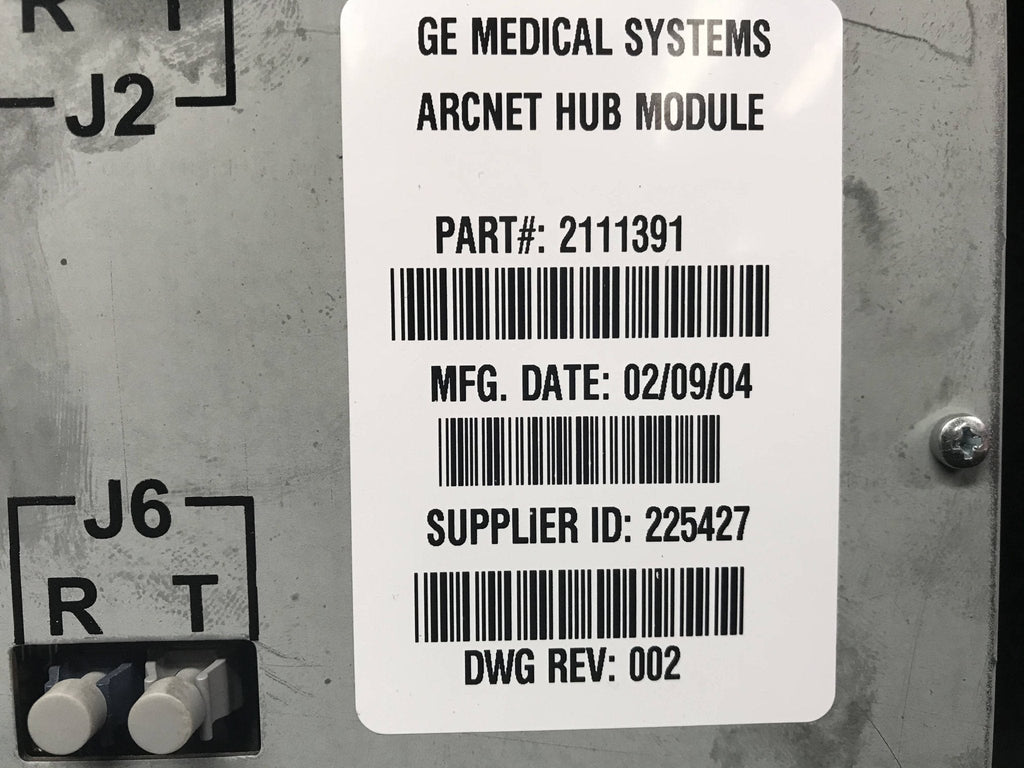 R T
J2
GE MEDICAL SYSTEMS
ARCNET HUB MODULE
PART#: 2111391
MFG. DATE: 02/09/04
SUPPLIER ID: 225427
DWG REV: 002
J6
R T